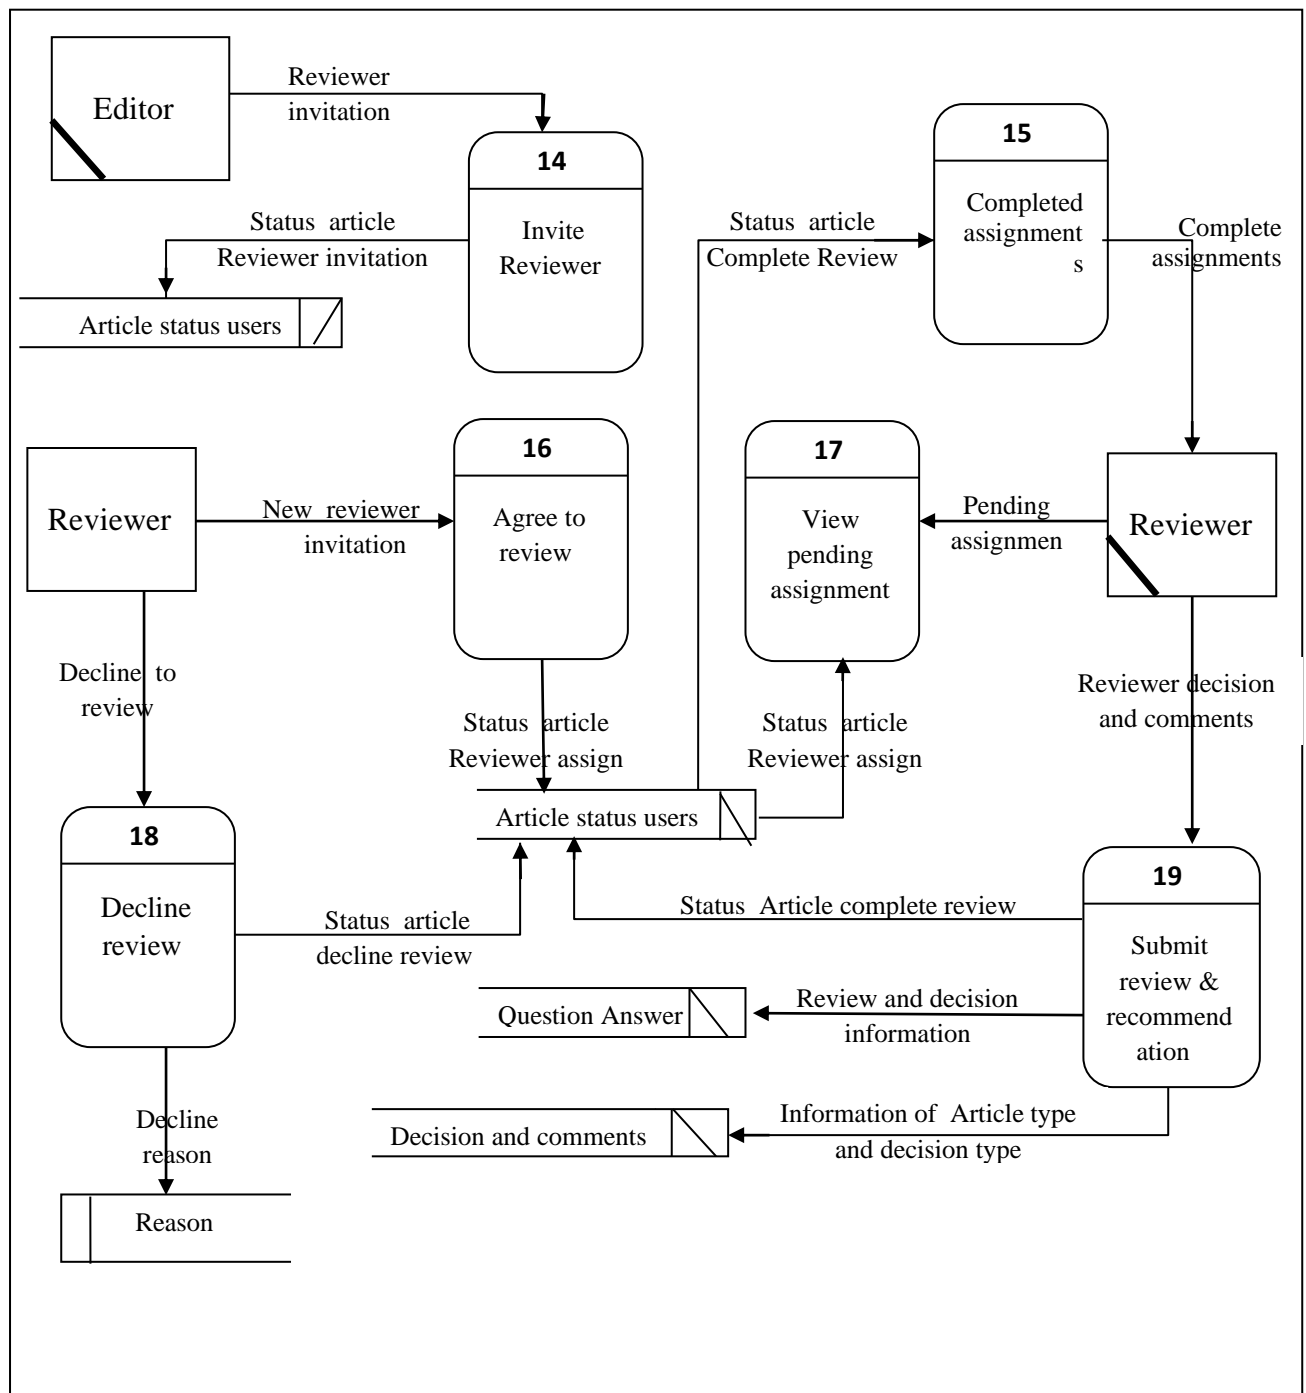 Editor
Reviewer
invitation
14
Invite
Reviewer
Status article
Reviewer invitation
Article status users
15
Completed
assignment
s
Status article
Complete Review
Complete
assignments
Reviewer
New reviewer
invitation
16
Agree to
review
17
View
pending
assignment
Pending
assignmen
Reviewer
Decline to
review
Status article
Reviewer assign
Status article
Reviewer assign
Reviewer decision
and comments
Article status users
18
Decline
review
Status article
decline review
Status Article complete review
19
Submit
review &
recommend
ation
Question Answer
Review and decision
information
Decision and comments
Information of Article type
and decision type
Decline
reason
Reason